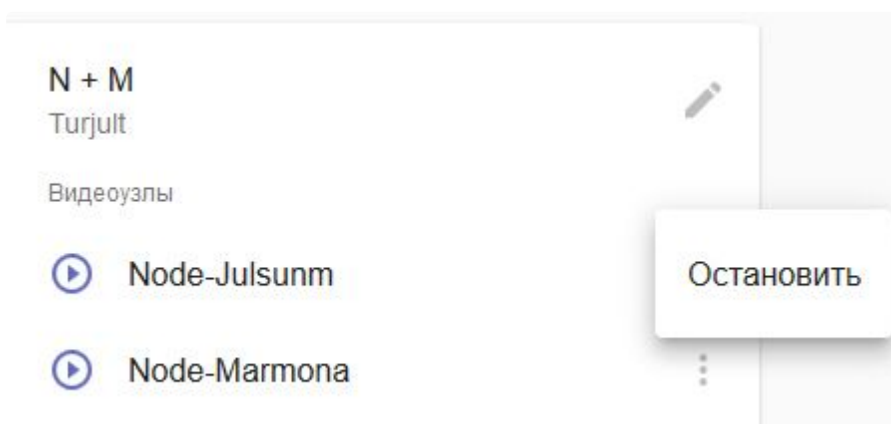 N + M
Turjult
Видеоузлы
Node-Julsunm
Остановить
Node-Marmona